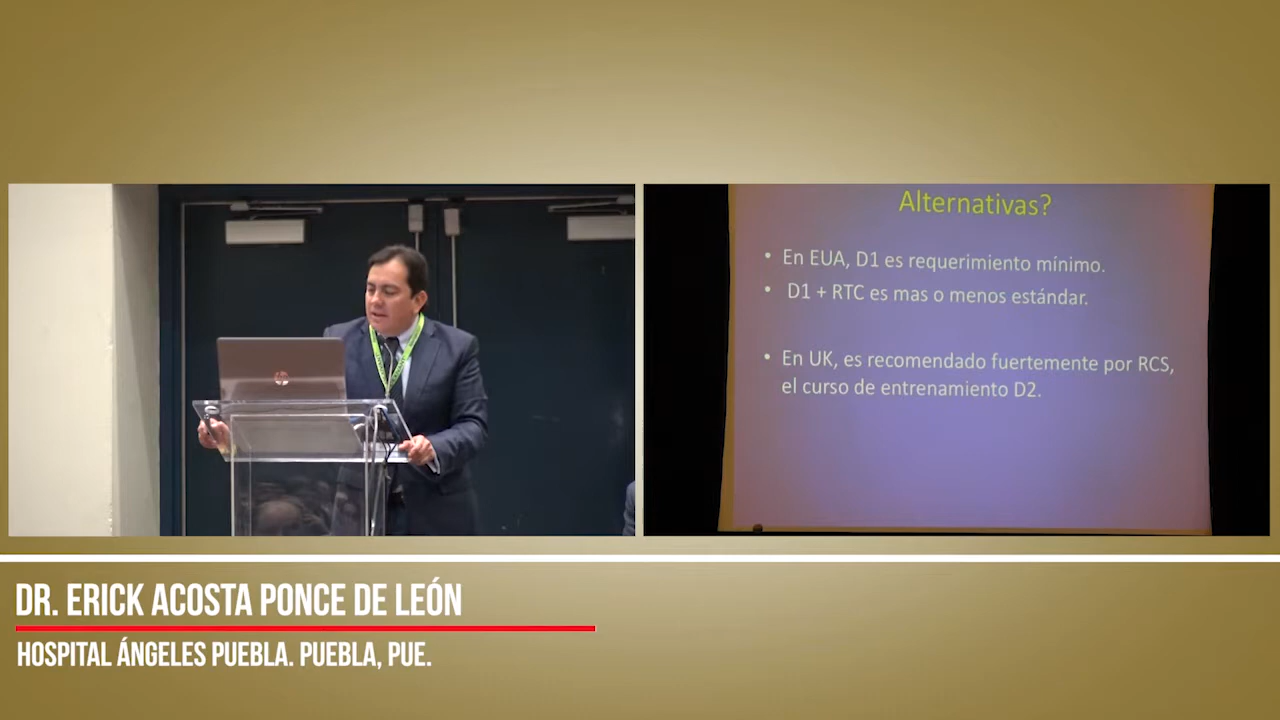 Alternativas?
• En EUA, D1 es requerimiento mínimo.
• D1 + RTC es mas o menos estándar.
• En UK, es recomendado fuertemente por RCS,
el curso de entrenamiento D2.
DR. ERICK ACOSTA PONCE DE LEÓN
HOSPITAL ÁNGELES PUEBLA. PUEBLA, PUE.